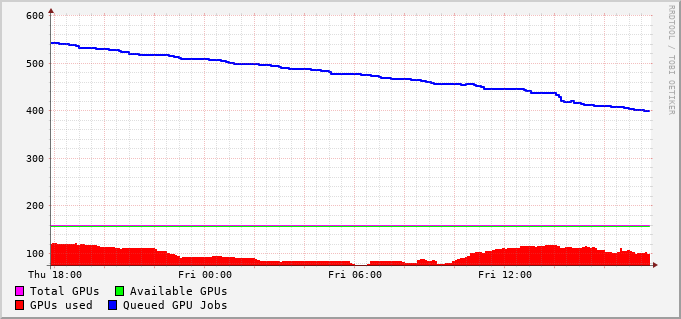 600
500
400
300
200
100
Thu 18:00 Fri 00:00 Fri 06:00 Fri 12:00
Total GPUs Available GPUs
GPUs used Queued GPU Jobs
RRDTOOL / TOBI OETIKER